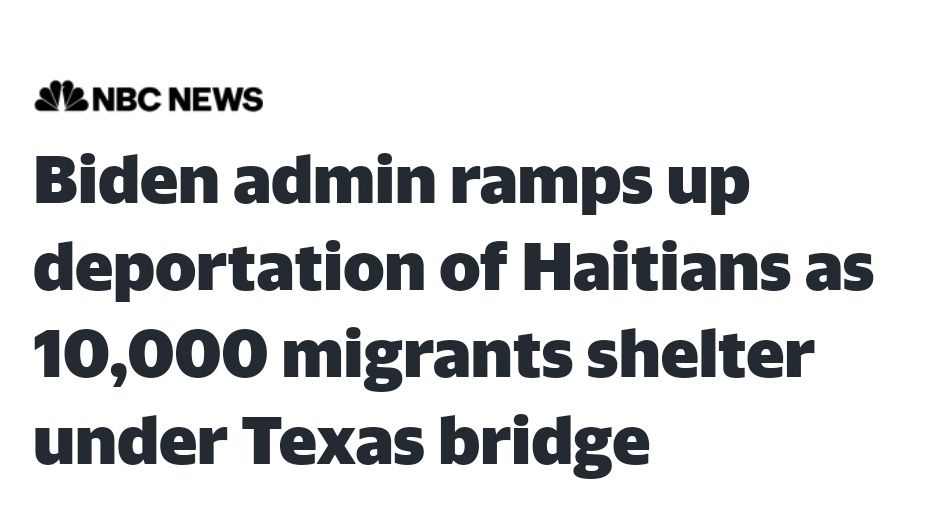 NBC NEWS
Biden admin ramps up
deportation of Haitians as
10,000 migrants shelter
under Texas bridge